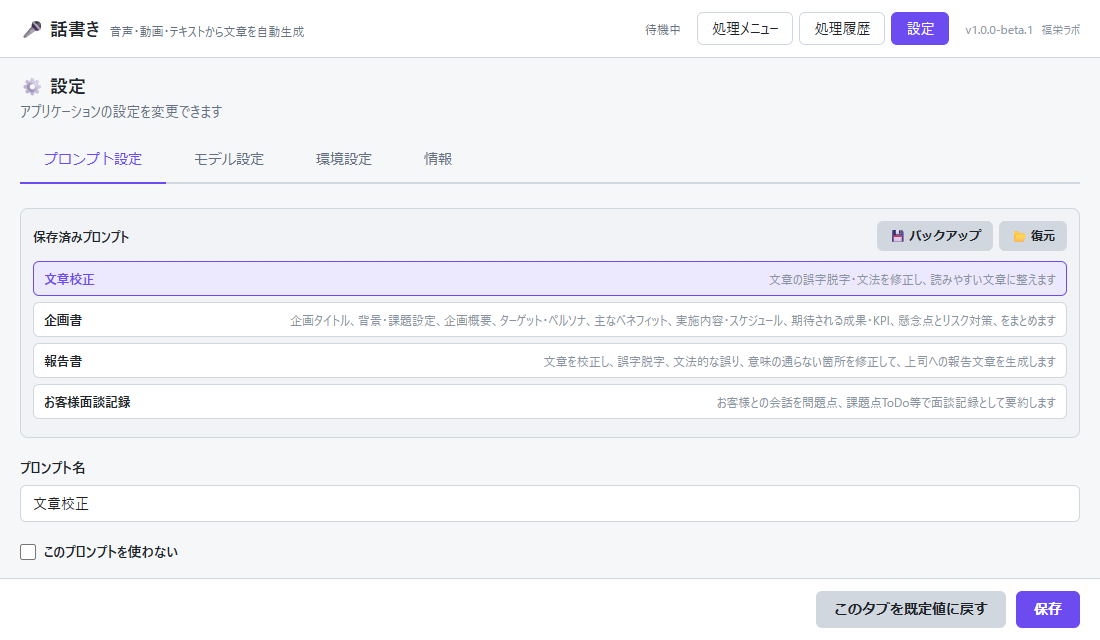 話書き 音声・動画・テキストから文章を自動生成 待機中 処理メニュー 処理履歴 設定 v1.0.0-beta.1 福栄ラボ
設定
アプリケーションの設定を変更できます
プロンプト設定 モデル設定 環境設定 情報
保存済みプロンプト バックアップ 復元
文章校正 文章の誤字脱字・文法を修正し、読みやすい文章に整えます
企画書 企画タイトル、背景・課題設定、企画概要、ターゲット・ペルソナ、主なベネフィット、実施内容・スケジュール、期待される成果・KPI、懸念点とリスク対策、をまとめます
報告書 文章を校正し、誤字脱字、文法的な誤り、意味の通らない箇所を修正して、上司への報告文章を生成します
お客様面談記録 お客様との会話を問題点、課題点ToDo等で面談記録として要約します
プロンプト名
文章校正
このプロンプトを使わない
このタブを既定値に戻す 保存